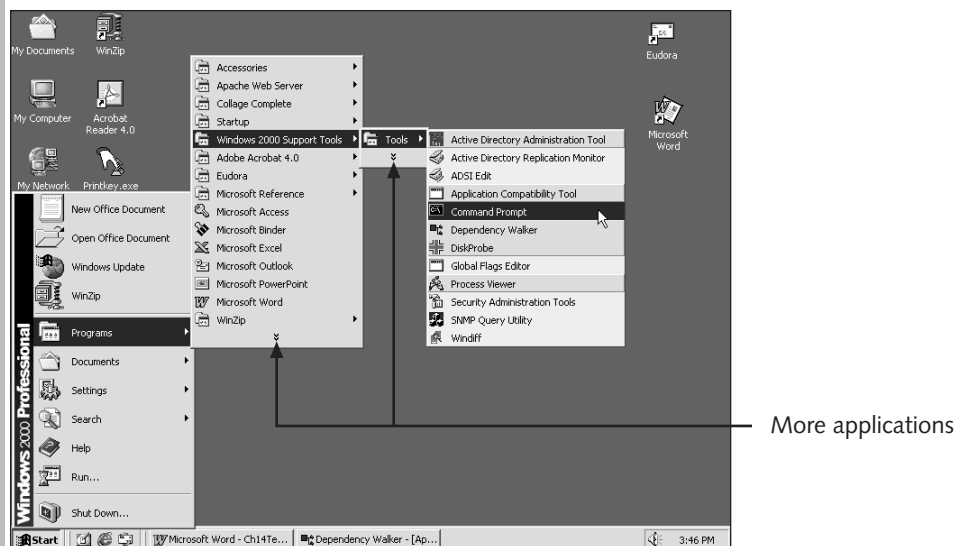 My Documents
WinZip
My Computer
Acrobat
Reader 4.0
My Network
Printkey.exe
Eudora
Microsoft
Word
New Office Document
Open Office Document
Windows Update
WinZip
Programs
Documents
Settings
Search
Help
Run...
Shut Down...
Windows 2000 Professional
Accessories
Apache Web Server
Collage Complete
Startup
Windows 2000 Support Tools
Adobe Acrobat 4.0
Eudora
Microsoft Reference
Microsoft Access
Microsoft Binder
Microsoft Excel
Microsoft Outlook
Microsoft PowerPoint
Microsoft Word
WinZip
Tools
Active Directory Administration Tool
Active Directory Replication Monitor
ADSI Edit
Application Compatibility Tool
Command Prompt
Dependency Walker
DiskProbe
Global Flags Editor
Process Viewer
Security Administration Tools
SNMP Query Utility
Windiff
More applications
Start
Microsoft Word - Ch14Te...
Dependency Walker - [Ap...
3:46 PM